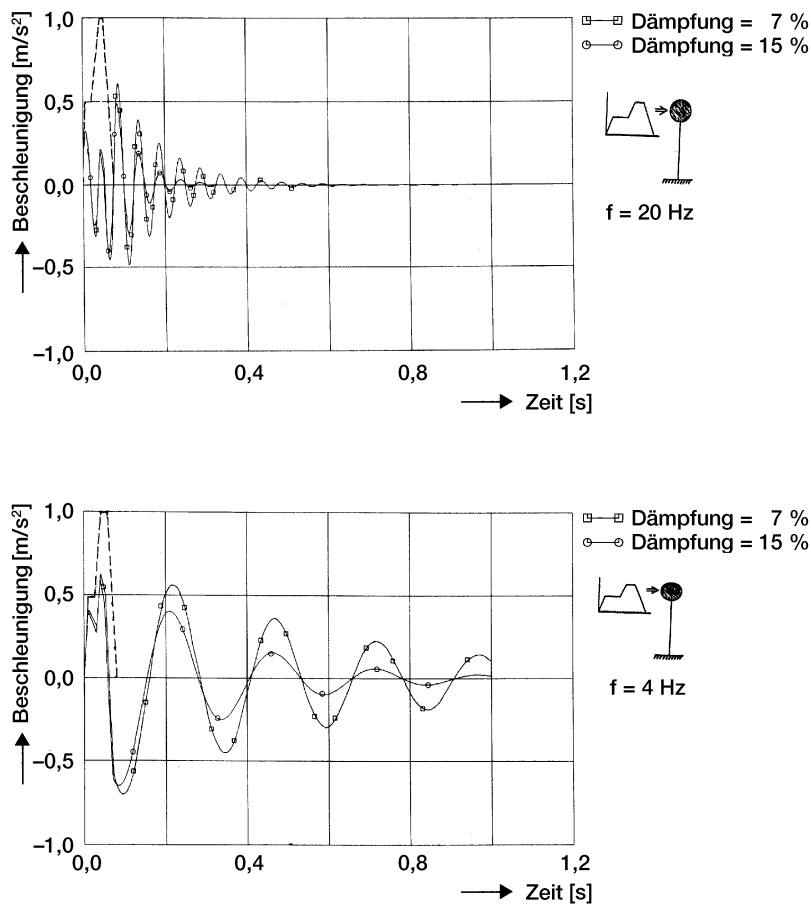 Beschleunigung [m/s²]
1,0
0,5
0,0
−0,5
−1,0
0,0 0,4 0,8 1,2
Zeit [s]
Dämpfung = 7 %
Dämpfung = 15 %
f = 20 Hz
Beschleunigung [m/s²]
1,0
0,5
0,0
−0,5
−1,0
0,0 0,4 0,8 1,2
Zeit [s]
Dämpfung = 7 %
Dämpfung = 15 %
f = 4 Hz